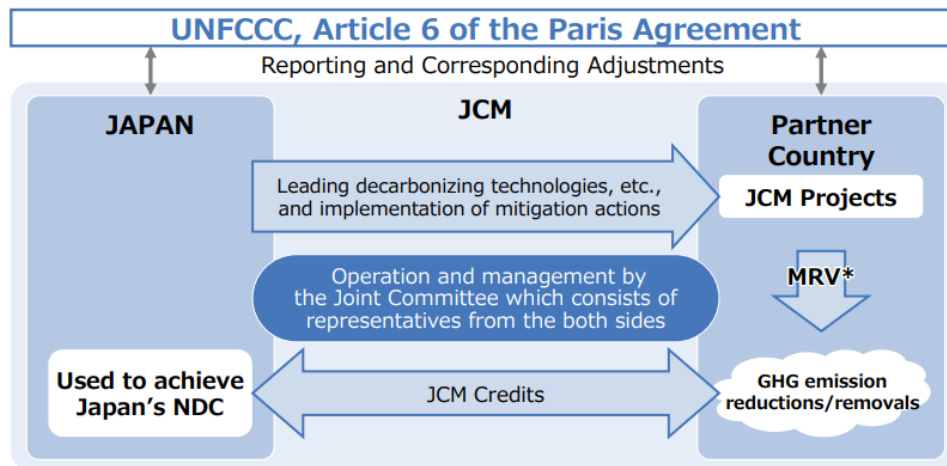 UNFCCC, Article 6 of the Paris Agreement
Reporting and Corresponding Adjustments
JAPAN
JCM
Partner
Country
Leading decarbonizing technologies, etc.,
and implementation of mitigation actions
JCM Projects
Operation and management by
the Joint Committee which consists of
representatives from the both sides
MRV*
Used to achieve
Japan's NDC
JCM Credits
GHG emission
reductions/removals